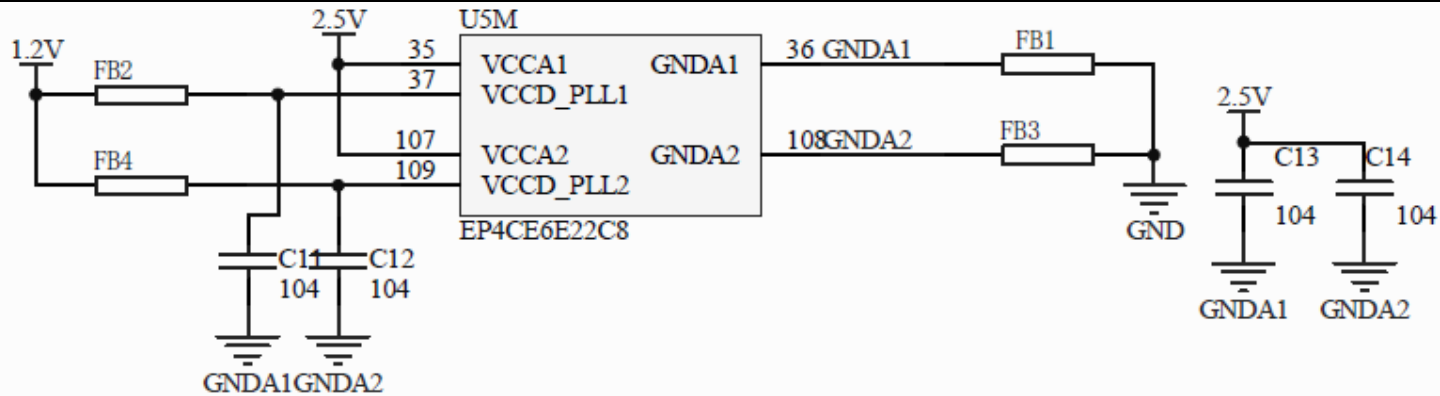 2.5V
U5M
1.2V
FB2
35
VCCA1
GNDA1
36 GNDA1
FB1
37
VCCD_PLL1
2.5V
107
VCCA2
GNDA2
108GNDA2
FB3
C13
C14
FB4
109
VCCD_PLL2
104
104
EP4CE6E22C8
GND
C11
C12
104
104
GNDA1
GNDA2
GNDA1GNDA2